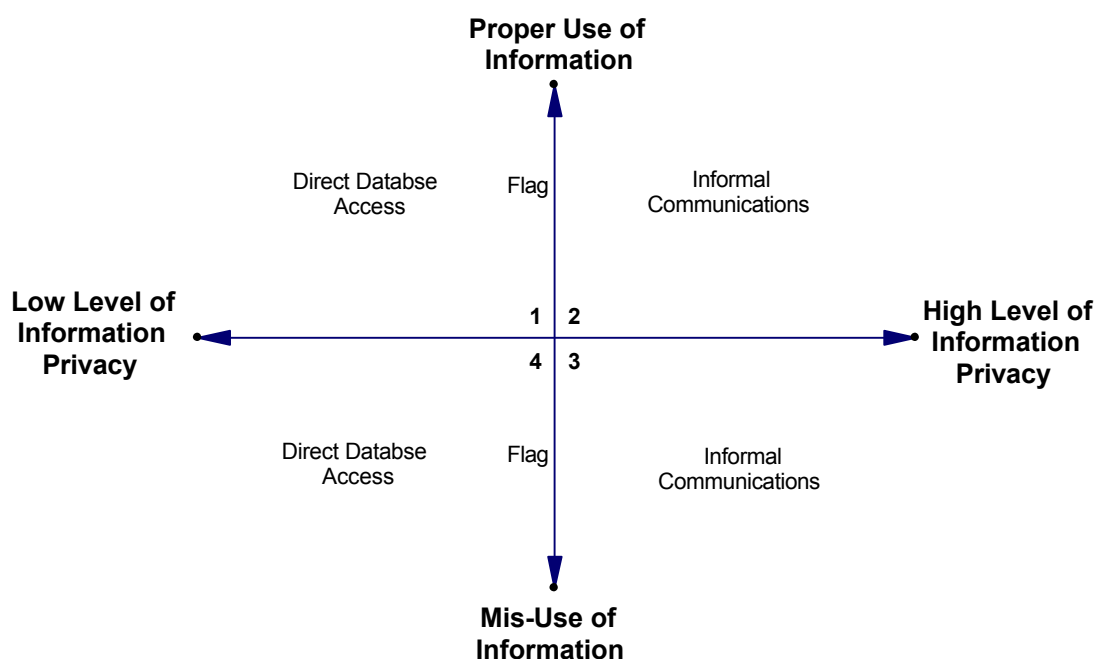 Proper Use of
Information
Direct Databse
Access
Flag
Informal
Communications
Low Level of
Information
Privacy
1 2
4 3
High Level of
Information
Privacy
Direct Databse
Access
Flag
Informal
Communications
Mis-Use of
Information